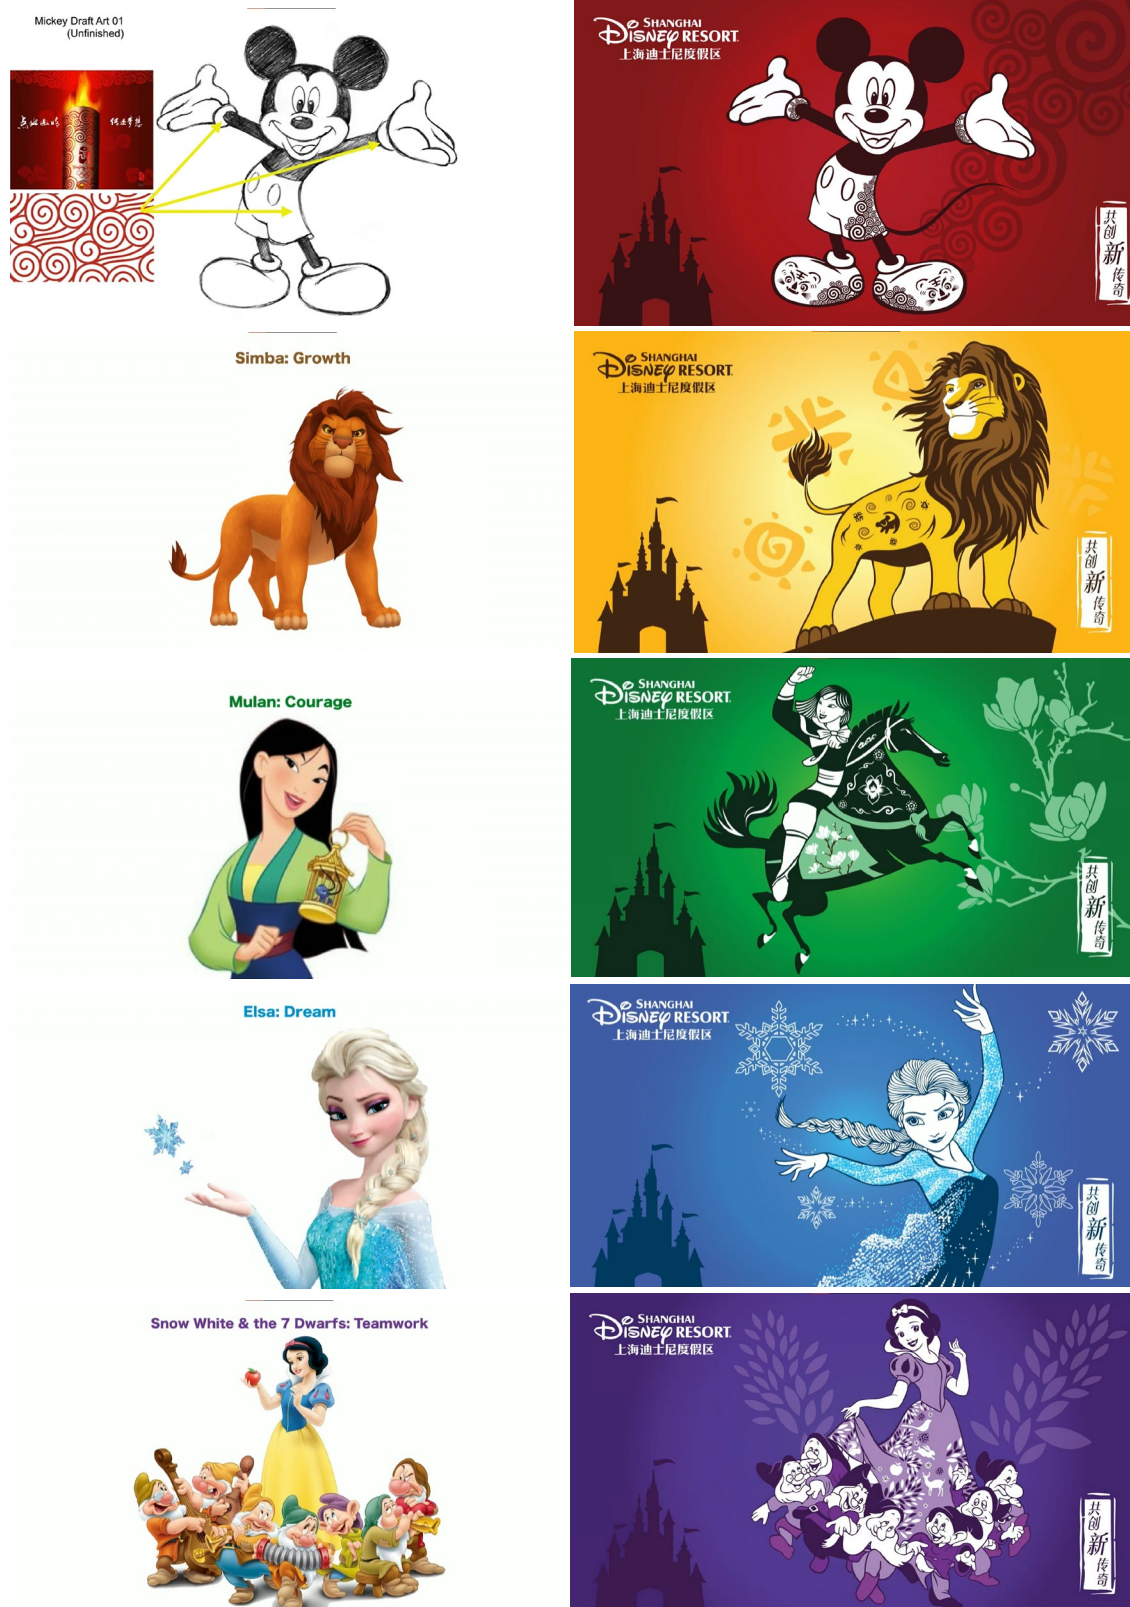 Mickey Draft Art 01
(Unfinished)
SHANGHAI
DISNEY RESORT
上海迪士尼度假区
共创新传奇
Simba: Growth
SHANGHAI
DISNEY RESORT
上海迪士尼度假区
共创新传奇
Mulan: Courage
SHANGHAI
DISNEY RESORT
上海迪士尼度假区
共创新传奇
Elsa: Dream
SHANGHAI
DISNEY RESORT
上海迪士尼度假区
共创新传奇
Snow White & the 7 Dwarfs: Teamwork
SHANGHAI
DISNEY RESORT
上海迪士尼度假区
共创新传奇